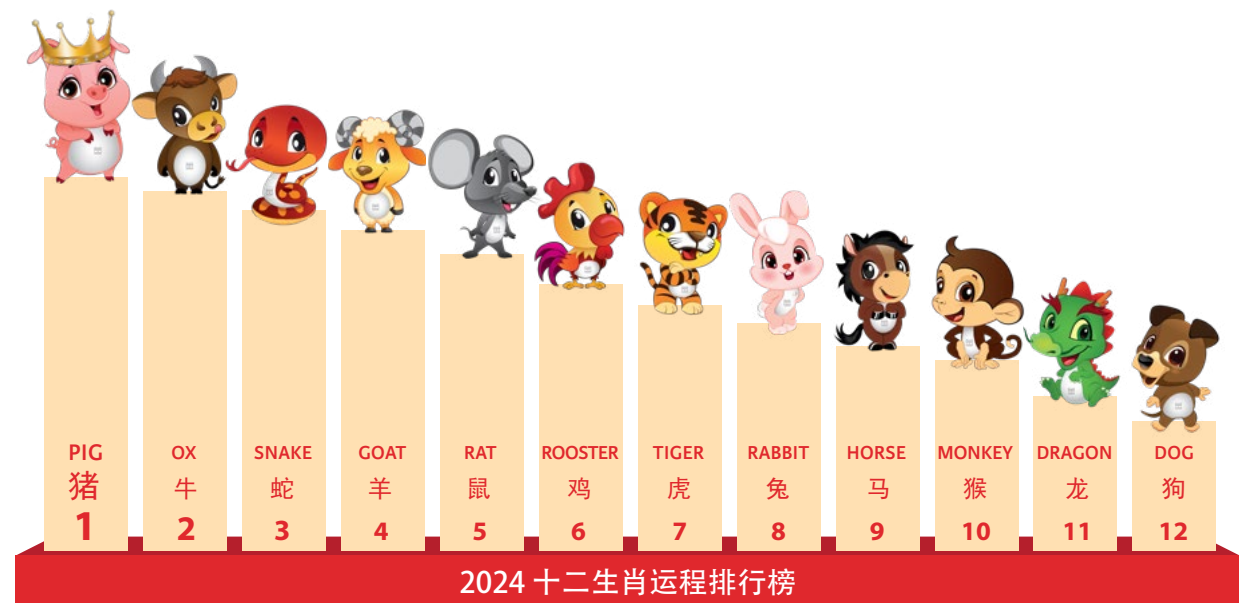 PIG
猪
1
OX
牛
2
SNAKE
蛇
3
GOAT
羊
4
RAT
鼠
5
ROOSTER
鸡
6
TIGER
虎
7
RABBIT
兔
8
HORSE
马
9
MONKEY
猴
10
DRAGON
龙
11
DOG
狗
12
2024 十二生肖运程排行榜